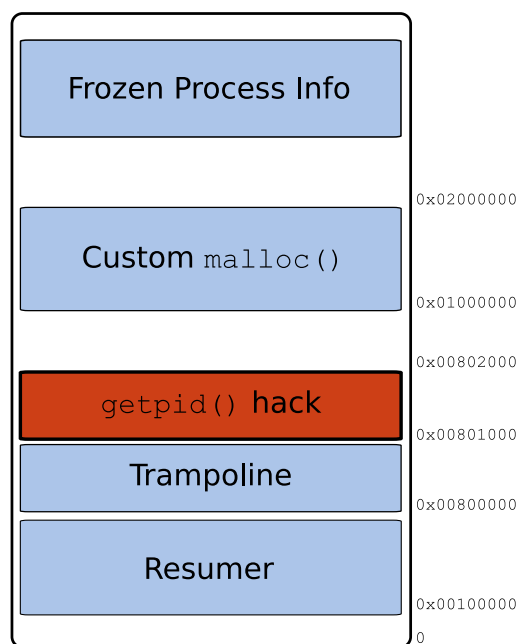 Frozen Process Info
0x02000000
Custom malloc()
0x01000000
0x00802000
getpid() hack
0x00801000
Trampoline
0x00800000
Resumer
0x00100000
0